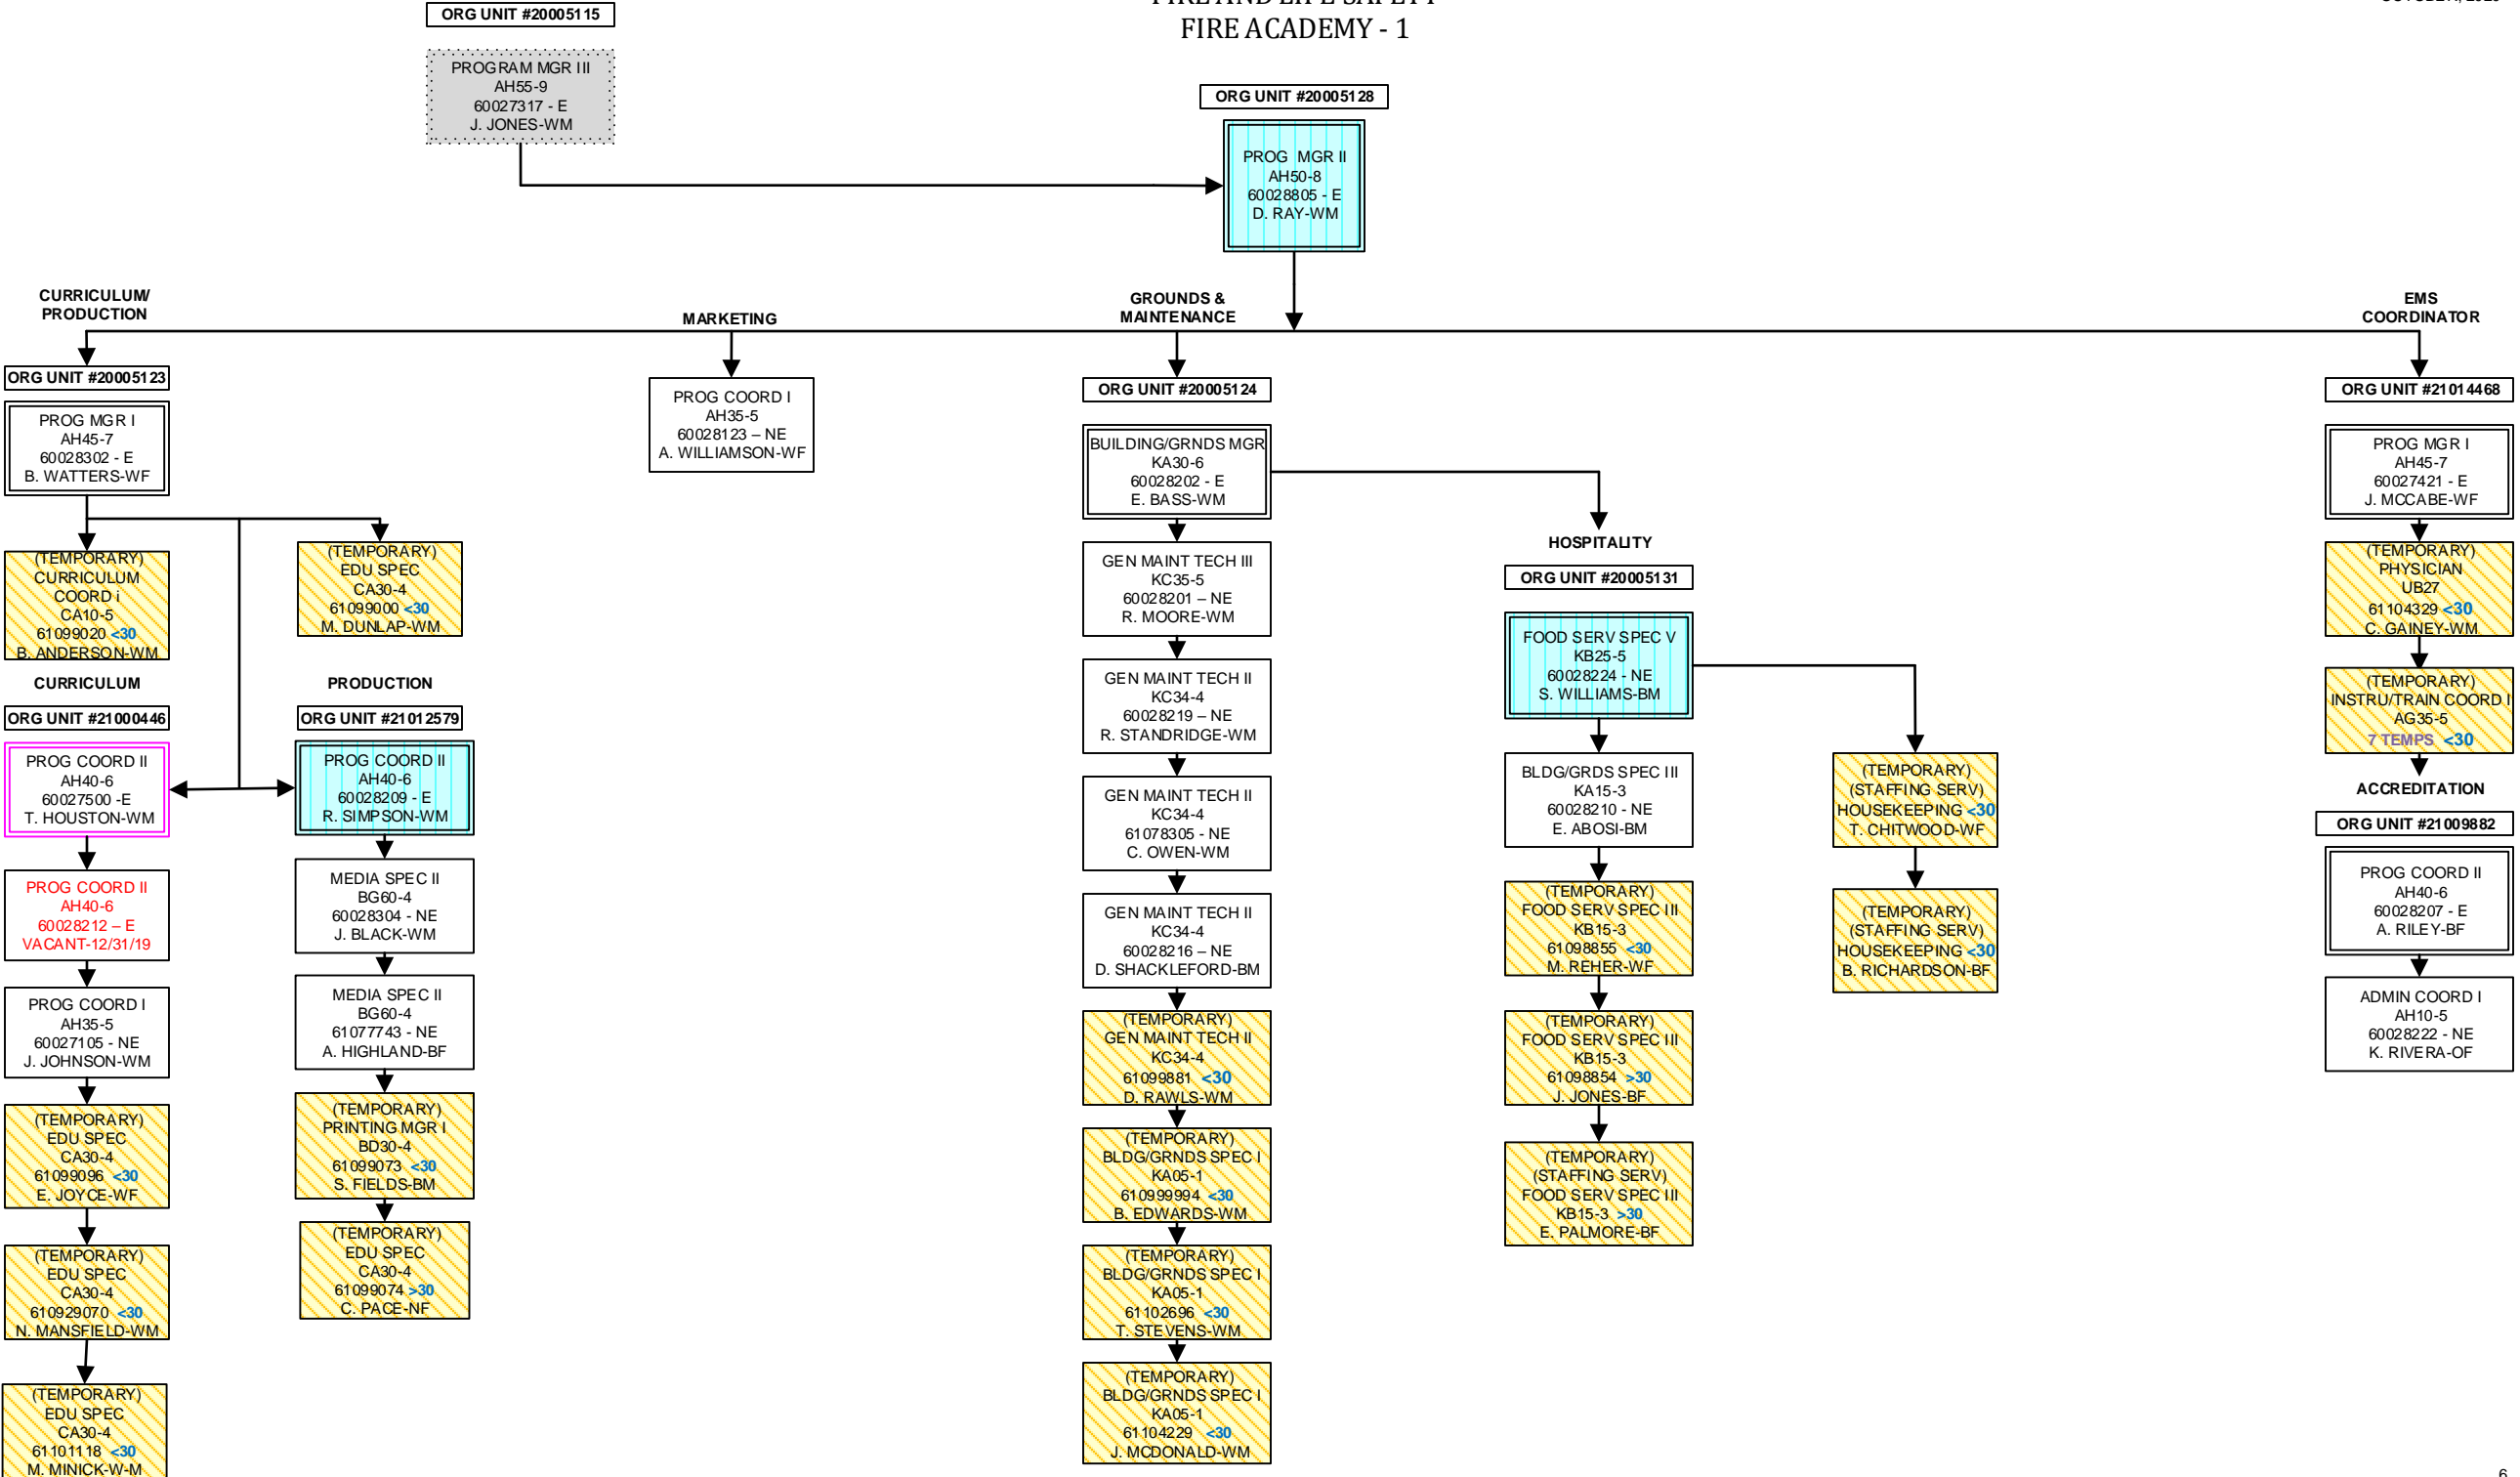 ORG UNIT #20005115
FIRE AND LIFE SAFETY
FIRE ACADEMY - 1
PROGRAM MGR III
AH55-9
60027317 - E
J. JONES-WM
ORG UNIT #20005128
PROG  MGR II
AH50-8
60028805 - E
D. RAY-WM
CURRICULUM/
PRODUCTION
MARKETING
GROUNDS &
MAINTENANCE
EMS
COORDINATOR
ORG UNIT #20005123
PROG MGR I
AH45-7
60028302 - E
B. WATTERS-WF
(TEMPORARY)
CURRICULUM
COORD i
CA10-5
61099020 <30
B. ANDERSON-WM
(TEMPORARY)
EDU SPEC
CA30-4
61099000 <30
M. DUNLAP-WM
CURRICULUM
ORG UNIT #21000446
PROG COORD II
AH40-6
60027500 -E
T. HOUSTON-WM
PROG COORD II
AH40-6
60028212 – E
VACANT-12/31/19
PROG COORD I
AH35-5
60027105 - NE
J. JOHNSON-WM
(TEMPORARY)
EDU SPEC
CA30-4
61099096 <30
E. JOYCE-WF
(TEMPORARY)
EDU SPEC
CA30-4
610929070 <30
N. MANSFIELD-WM
(TEMPORARY)
EDU SPEC
CA30-4
61101118 <30
M. MINICK-W-M
PRODUCTION
ORG UNIT #21012579
PROG COORD II
AH40-6
60028209 - E
R. SIMPSON-WM
MEDIA SPEC II
BG60-4
60028304 - NE
J. BLACK-WM
MEDIA SPEC II
BG60-4
61077743 - NE
A. HIGHLAND-BF
(TEMPORARY)
PRINTING MGR I
BD30-4
61099073 <30
S. FIELDS-BM
(TEMPORARY)
EDU SPEC
CA30-4
61099074 >30
C. PACE-NF
PROG COORD I
AH35-5
60028123 – NE
A. WILLIAMSON-WF
ORG UNIT #20005124
BUILDING/GRNDS MGR
KA30-6
60028202 - E
E. BASS-WM
GEN MAINT TECH III
KC35-5
60028201 – NE
R. MOORE-WM
GEN MAINT TECH II
KC34-4
60028219 – NE
R. STANDRIDGE-WM
GEN MAINT TECH II
KC34-4
61078305 - NE
C. OWEN-WM
GEN MAINT TECH II
KC34-4
60028216 – NE
D. SHACKLEFORD-BM
(TEMPORARY)
GEN MAINT TECH II
KC34-4
61099881 <30
D. RAWLS-WM
(TEMPORARY)
BLDG/GRNDS SPEC I
KA05-1
610999994 <30
B. EDWARDS-WM
(TEMPORARY)
BLDG/GRNDS SPEC I
KA05-1
61102696 <30
T. STEVENS-WM
(TEMPORARY)
BLDG/GRNDS SPEC I
KA05-1
61104229 <30
J. MCDONALD-WM
HOSPITALITY
ORG UNIT #20005131
FOOD SERV SPEC V
KB25-5
60028224 - NE
S. WILLIAMS-BM
BLDG/GRDS SPEC III
KA15-3
60028210 - NE
E. ABOSI-BM
(TEMPORARY)
FOOD SERV SPEC III
KB15-3
61098855 <30
M. REHER-WF
(TEMPORARY)
FOOD SERV SPEC III
KB15-3
61098854 >30
J. JONES-BF
(TEMPORARY)
(STAFFING SERV)
FOOD SERV SPEC III
KB15-3 >30
E. PALMORE-BF
(TEMPORARY)
(STAFFING SERV)
HOUSEKEEPING <30
T. CHITWOOD-WF
(TEMPORARY)
(STAFFING SERV)
HOUSEKEEPING <30
B. RICHARDSON-BF
ORG UNIT #21014468
PROG MGR I
AH45-7
60027421 - E
J. MCCABE-WF
(TEMPORARY)
PHYSICIAN
UB27
61104329 <30
C. GAINEY-WM
(TEMPORARY)
INSTRU/TRAIN COORD I
AG35-5
7 TEMPS <30
ACCREDITATION
ORG UNIT #21009882
PROG COORD II
AH40-6
60028207 - E
A. RILEY-BF
ADMIN COORD I
AH10-5
60028222 - NE
K. RIVERA-OF
6